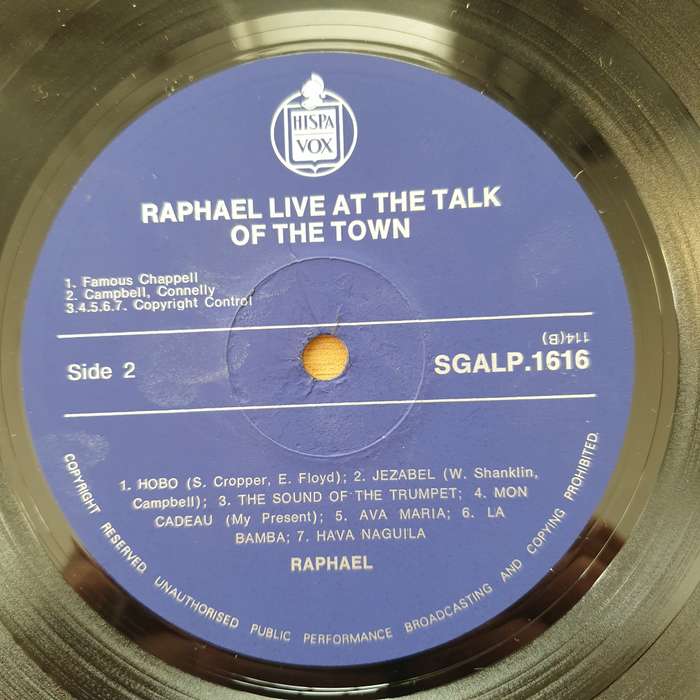 HISPA
VOX
RAPHAEL LIVE AT THE TALK
OF THE TOWN
1. Famous Chappell
2. Campbell, Connelly
3.4.5.6.7. Copyright Control
114(B)
Side 2
SGALP.1616
1. HOBO (S. Cropper, E. Floyd); 2. JEZABEL (W. Shanklin,
Campbell); 3. THE SOUND OF THE TRUMPET; 4. MON
CADEAU (My Present); 5. AVA MARIA; 6. LA
BAMBA; 7. HAVA NAGUILA
RAPHAEL
COPYRIGHT RESERVED. UNAUTHORISED PUBLIC PERFORMANCE BROADCASTING AND COPYING PROHIBITED.